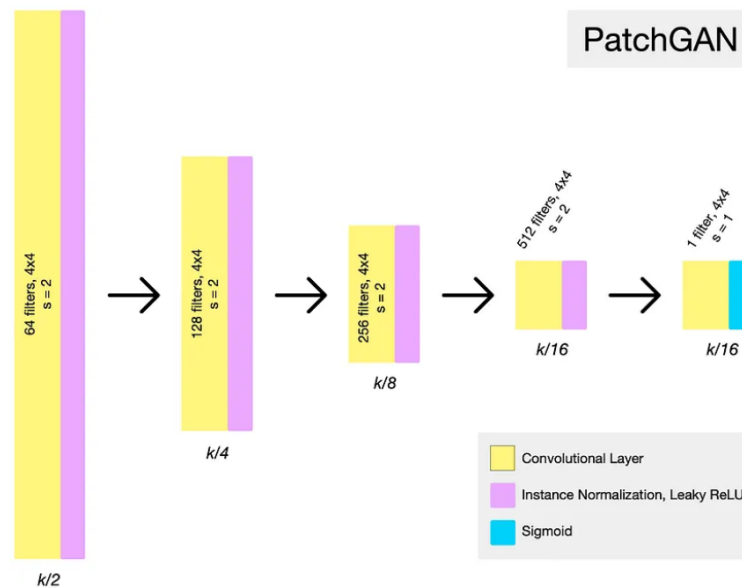 PatchGAN
64 filters, 4x4
s = 2
k/2
128 filters, 4x4
s = 2
k/4
256 filters, 4x4
s = 2
k/8
512 filters, 4x4
s = 2
k/16
1 filter, 4x4
s = 1
k/16
Convolutional Layer
Instance Normalization, Leaky ReLU
Sigmoid